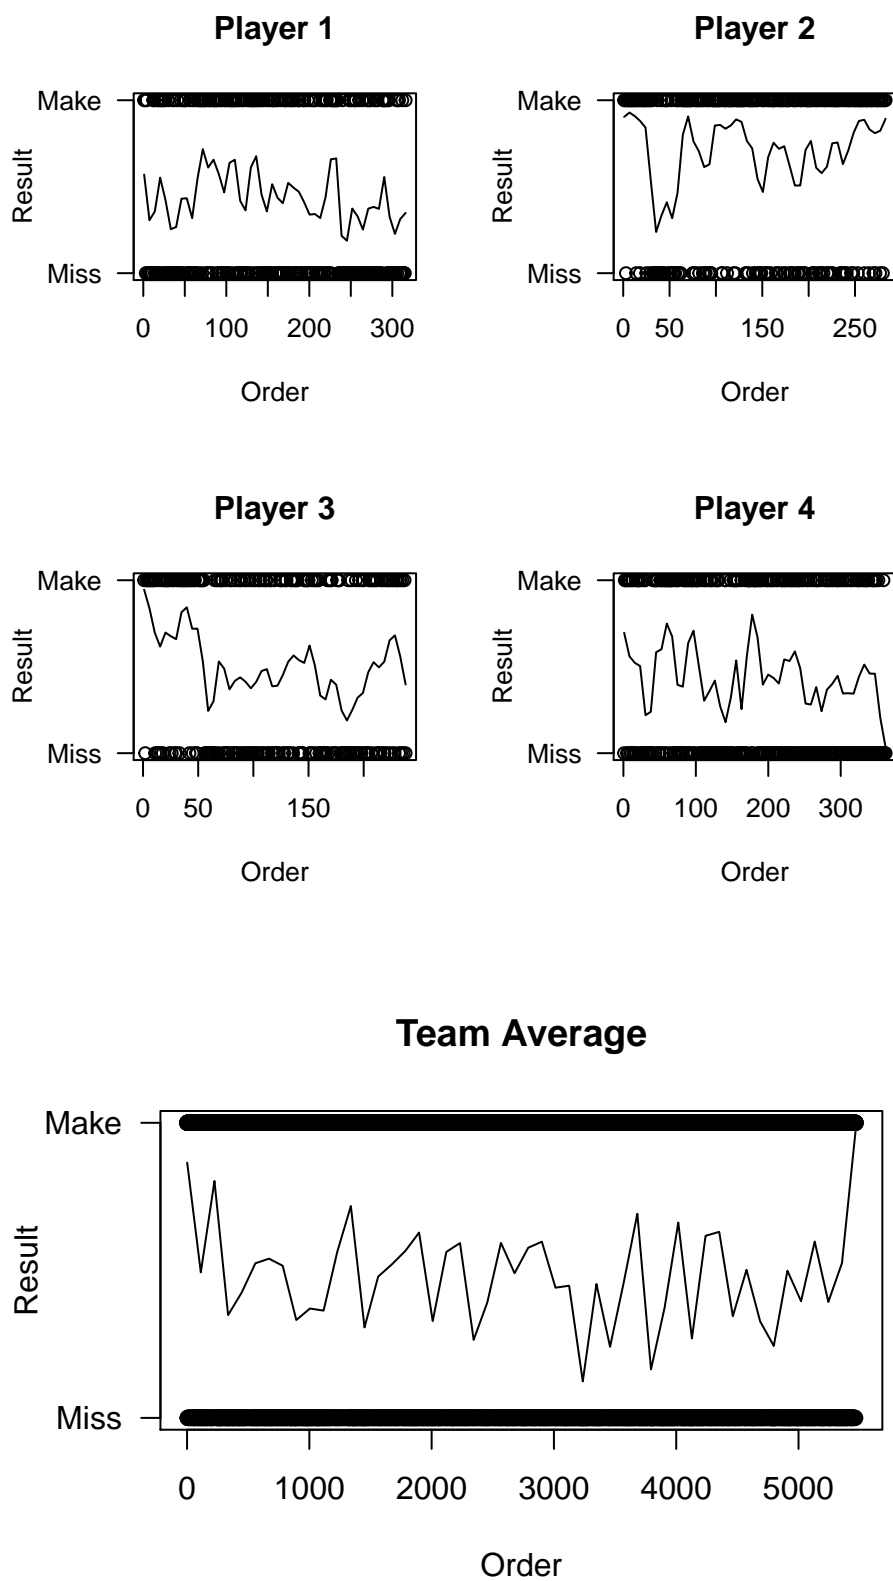 Player 1
Make
Result
Miss
0 100 200 300
Order
Player 2
Make
Result
Miss
0 50 150 250
Order
Player 3
Make
Result
Miss
0 50 150
Order
Player 4
Make
Result
Miss
0 100 200 300
Order
Team Average
Make
Result
Miss
0 1000 2000 3000 4000 5000
Order